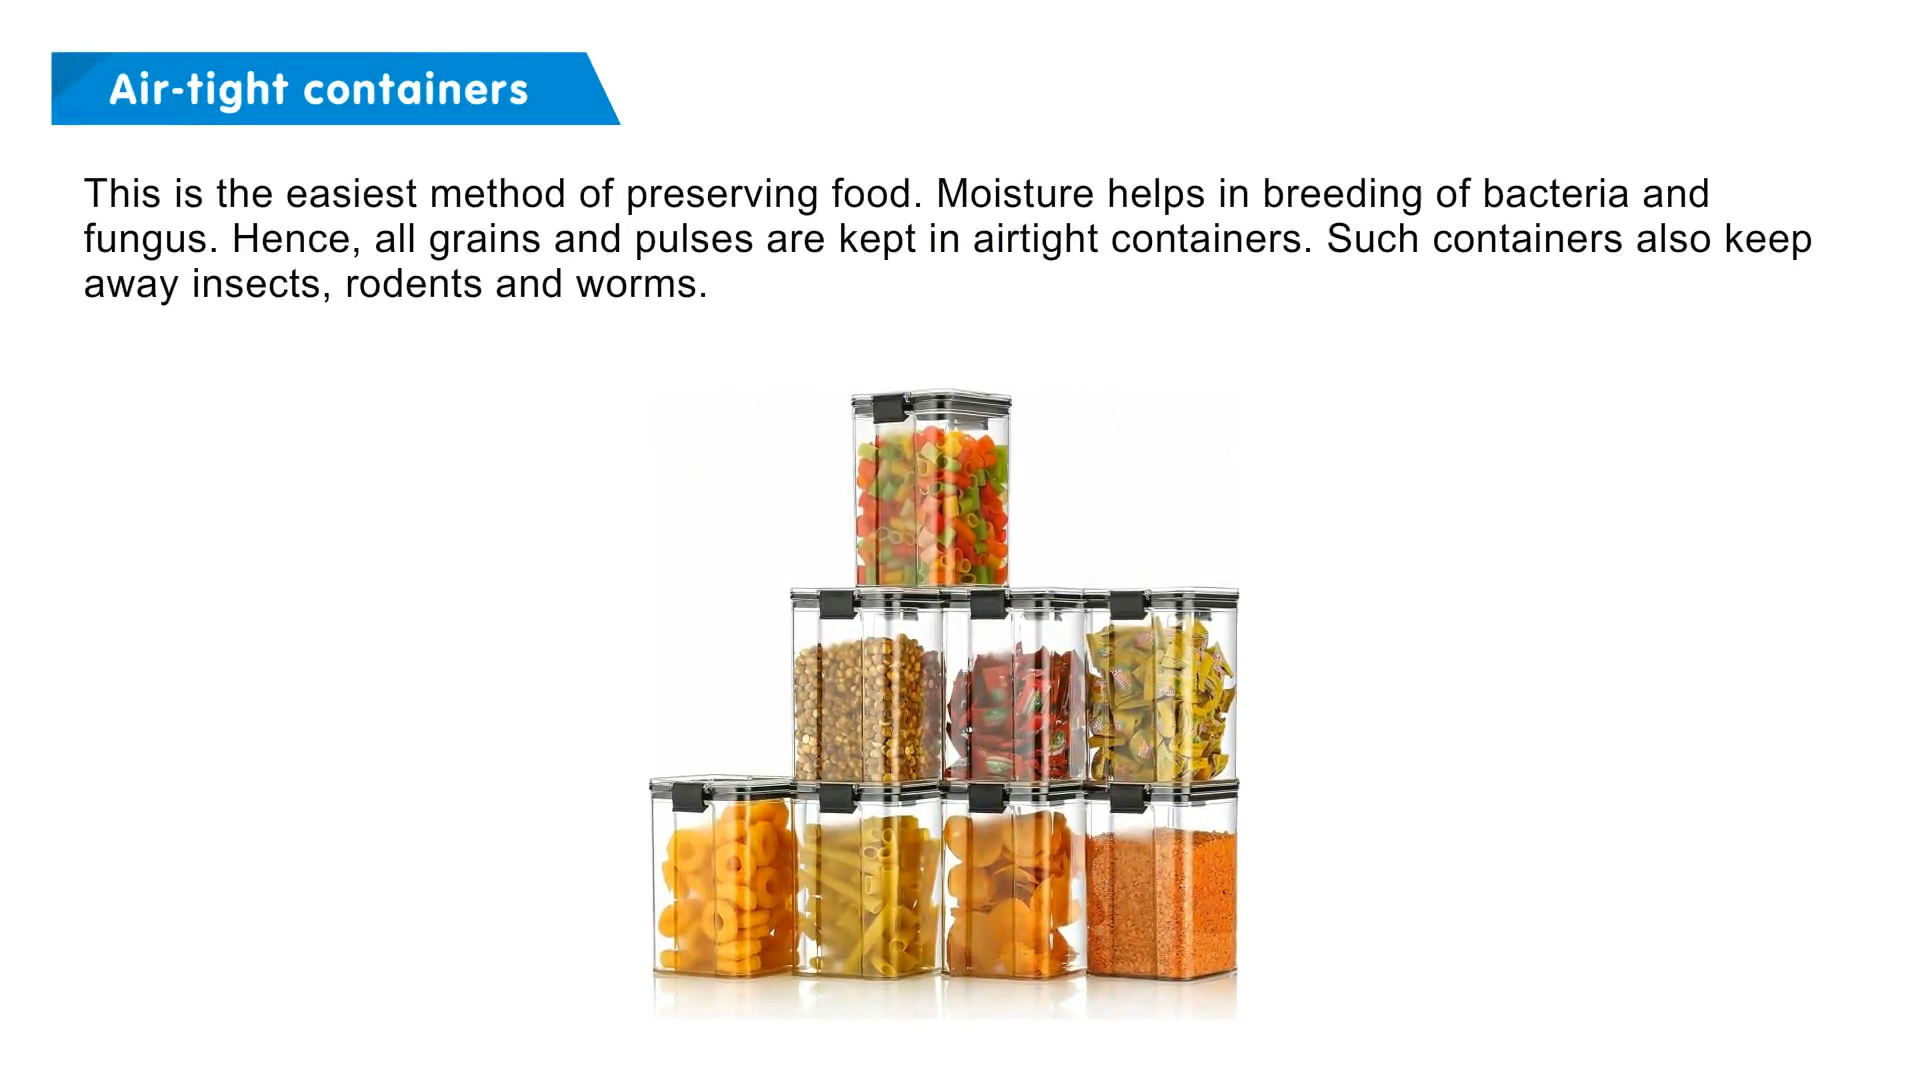 Air-tight containers
This is the easiest method of preserving food. Moisture helps in breeding of bacteria and
fungus. Hence, all grains and pulses are kept in airtight containers. Such containers also keep
away insects, rodents and worms.